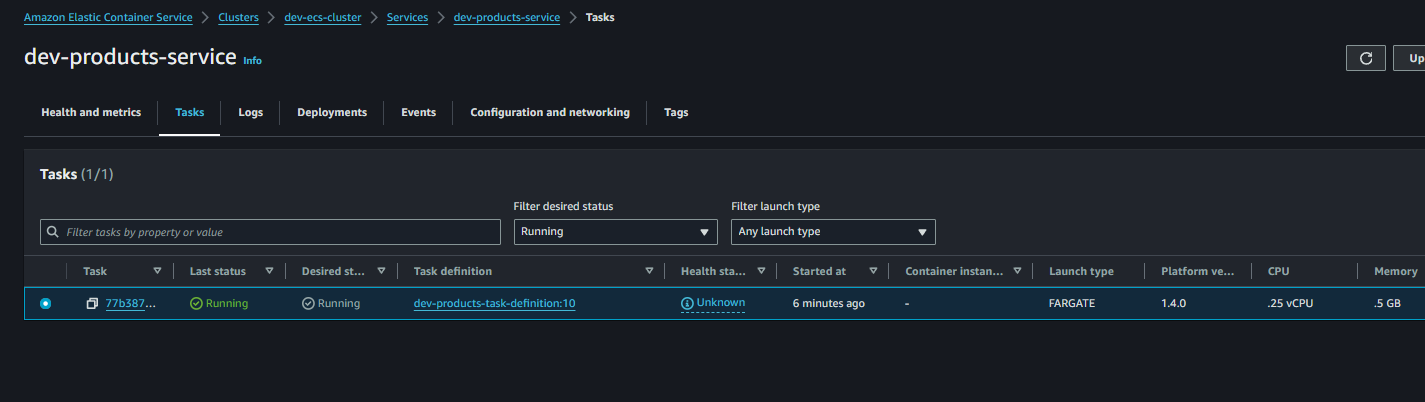 Amazon Elastic Container Service > Clusters > dev-ecs-cluster > Services > dev-products-service > Tasks
dev-products-service Info
Up
Health and metrics Tasks Logs Deployments Events Configuration and networking Tags
Tasks (1/1)
Filter desired status Filter launch type
Filter tasks by property or value Running Any launch type
Task Last status Desired st... Task definition Health sta... Started at Container instan... Launch type Platform ve... CPU Memory
77b387... Running Running dev-products-task-definition:10 Unknown 6 minutes ago - FARGATE 1.4.0 .25 vCPU .5 GB